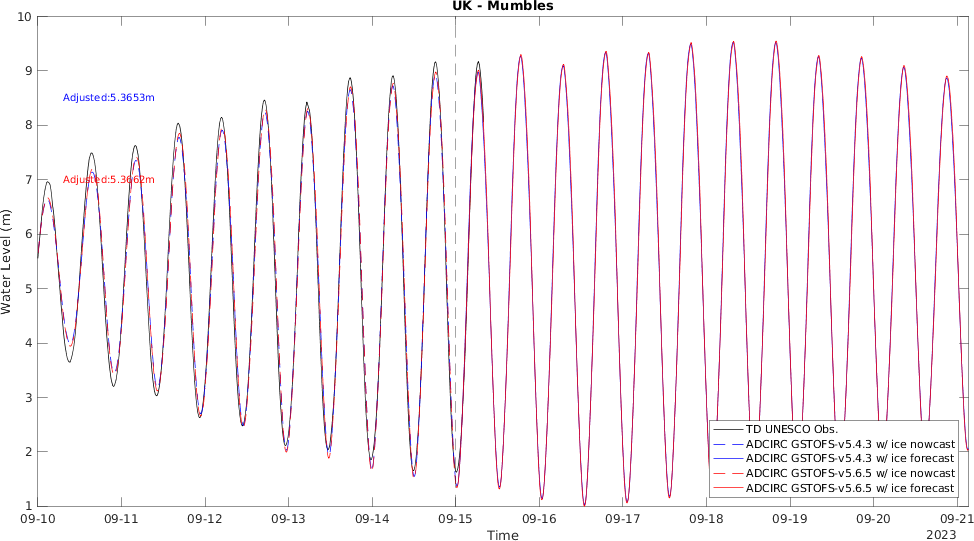 UK - Mumbles
10
9
8
7
6
5
4
3
2
1
Water Level (m)
Adjusted:5.3653m
Adjusted:5.3662m
TD UNESCO Obs.
ADCIRC GSTOFS-v5.4.3 w/ ice nowcast
ADCIRC GSTOFS-v5.4.3 w/ ice forecast
ADCIRC GSTOFS-v5.6.5 w/ ice nowcast
ADCIRC GSTOFS-v5.6.5 w/ ice forecast
09-10 09-11 09-12 09-13 09-14 09-15 09-16 09-17 09-18 09-19 09-20 09-21
Time
2023